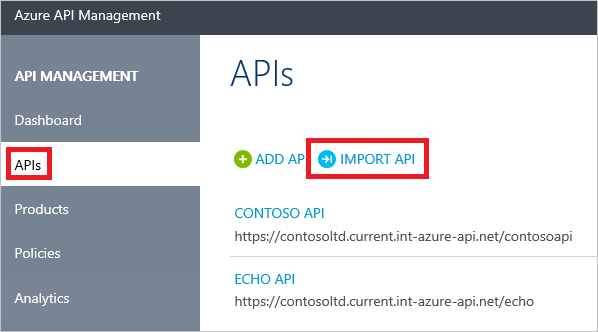 Azure API Management
API MANAGEMENT
Dashboard
APIs
Products
Policies
Analytics
APIs
ADD AP
IMPORT API
CONTOSO API
https://contosoltd.current.int-azure-api.net/contosoapi
ECHO API
https://contosoltd.current.int-azure-api.net/echo